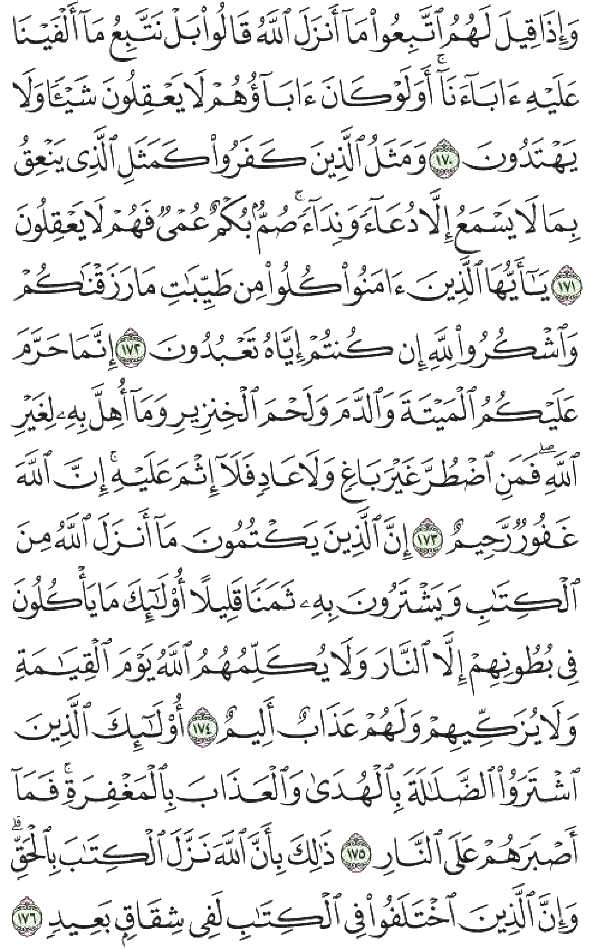 وَإِذَا قِيلَ لَهُمُ ٱتَّبِعُوا۟ مَآ أَنزَلَ ٱللَّهُ قَالُوا۟ بَلْ نَتَّبِعُ مَآ أَلْفَيْنَا
عَلَيْهِ ءَابَآءَنَآ ۗ أَوَلَوْ كَانَ ءَابَآؤُهُمْ لَا يَعْقِلُونَ شَيْـًٔا وَلَا
يَهْتَدُونَ ١٧٠ وَمَثَلُ ٱلَّذِينَ كَفَرُوا۟ كَمَثَلِ ٱلَّذِى يَنْعِقُ
بِمَا لَا يَسْمَعُ إِلَّا دُعَآءً وَنِدَآءً ۚ صُمٌّۢ بُكْمٌ عُمْىٌ فَهُمْ لَا يَعْقِلُونَ
١٧١ يَـٰٓأَيُّهَا ٱلَّذِينَ ءَامَنُوا۟ كُلُوا۟ مِن طَيِّبَـٰتِ مَا رَزَقْنَـٰكُمْ
وَٱشْكُرُوا۟ لِلَّهِ إِن كُنتُمْ إِيَّاهُ تَعْبُدُونَ ١٧٢ إِنَّمَا حَرَّمَ
عَلَيْكُمُ ٱلْمَيْتَةَ وَٱلدَّمَ وَلَحْمَ ٱلْخِنزِيرِ وَمَآ أُهِلَّ بِهِۦ لِغَيْرِ
ٱللَّهِ ۖ فَمَنِ ٱضْطُرَّ غَيْرَ بَاغٍ وَلَا عَادٍ فَلَآ إِثْمَ عَلَيْهِ ۚ إِنَّ ٱللَّهَ
غَفُورٌ رَّحِيمٌ ١٧٣ إِنَّ ٱلَّذِينَ يَكْتُمُونَ مَآ أَنزَلَ ٱللَّهُ مِنَ
ٱلْكِتَـٰبِ وَيَشْتَرُونَ بِهِۦ ثَمَنًا قَلِيلًا أُو۟لَـٰٓئِكَ مَا يَأْكُلُونَ
فِى بُطُونِهِمْ إِلَّا ٱلنَّارَ وَلَا يُكَلِّمُهُمُ ٱللَّهُ يَوْمَ ٱلْقِيَـٰمَةِ
وَلَا يُزَكِّيهِمْ وَلَهُمْ عَذَابٌ أَلِيمٌ ١٧٤ أُو۟لَـٰٓئِكَ ٱلَّذِينَ
ٱشْتَرَوُا۟ ٱلضَّلَـٰلَةَ بِٱلْهُدَىٰ وَٱلْعَذَابَ بِٱلْمَغْفِرَةِ ۚ فَمَآ
أَصْبَرَهُمْ عَلَى ٱلنَّارِ ١٧٥ ذَٰلِكَ بِأَنَّ ٱللَّهَ نَزَّلَ ٱلْكِتَـٰبَ بِٱلْحَقِّ ۗ
وَإِنَّ ٱلَّذِينَ ٱخْتَلَفُوا۟ فِى ٱلْكِتَـٰبِ لَفِى شِقَاقٍۭ بَعِيدٍ ١٧٦